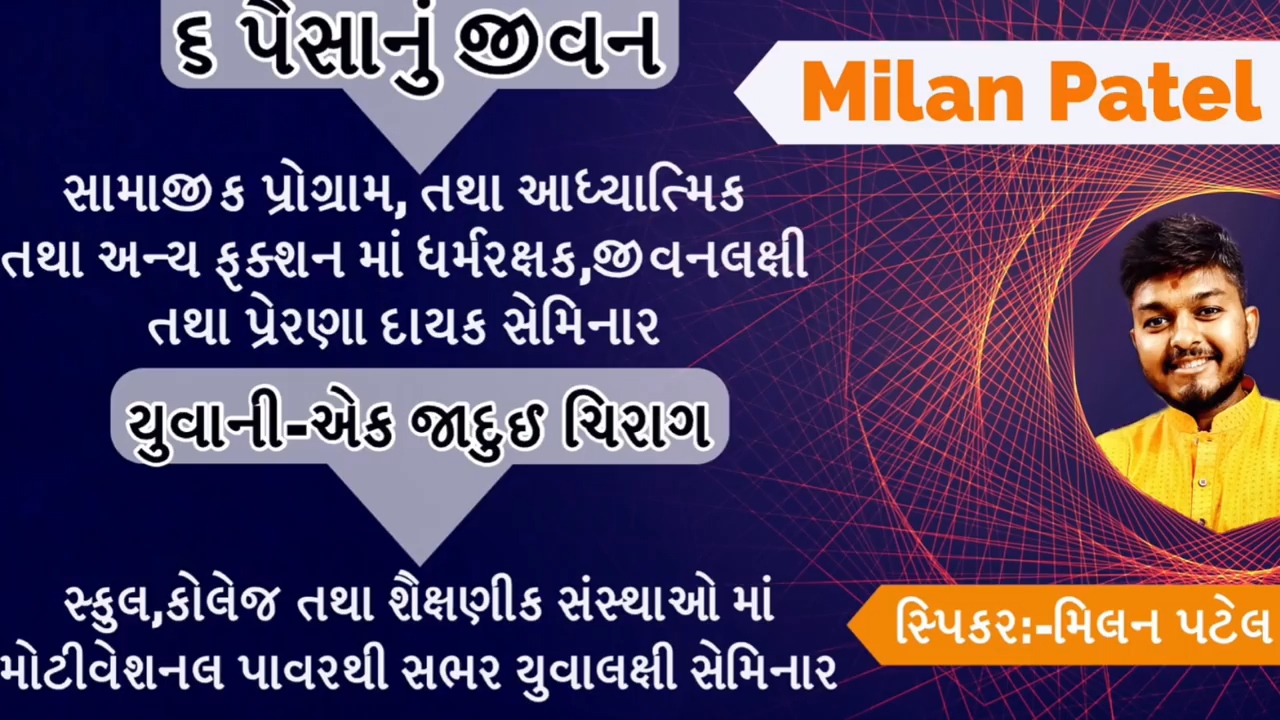 ૬ પૈસાનું જીવન
Milan Patel
સામાજીક પ્રોગ્રામ, તથા આધ્યાત્મિક
તથા અન્ય ફક્શન માં ધર્મરક્ષક,જીવનલક્ષી
તથા પ્રેરણા દાયક સેમિનાર
યુવાની-એક જાદુઇ ચિરાગ
સ્કુલ,કોલેજ તથા શૈક્ષણીક સંસ્થાઓ માં
મોટીવેશનલ પાવરથી સભર યુવાલક્ષી સેમિનાર
સ્પિકર:-મિલન પટેલ